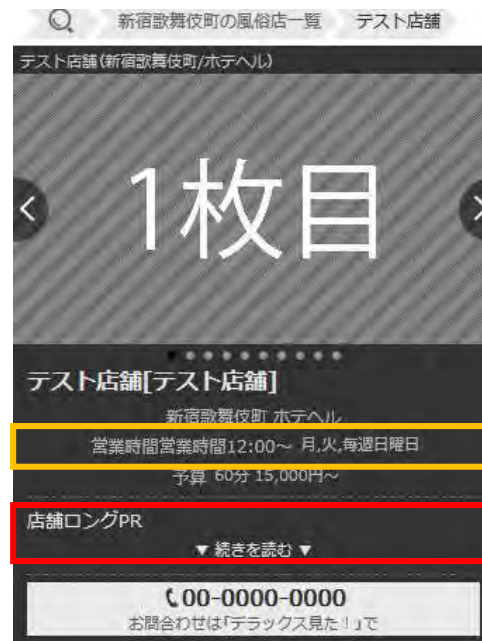 新宿歌舞伎町の風俗店一覧 テスト店舗
テスト店舗(新宿歌舞伎町/ホテヘル)
1枚目
テスト店舗[テスト店舗]
新宿歌舞伎町 ホテヘル
営業時間営業時間12:00～ 月,火,毎週日曜日
予算 60分 15,000円～
店舗ロングPR
▼ 続きを読む ▼
00-0000-0000
お問合わせは「デラックス見た!」で